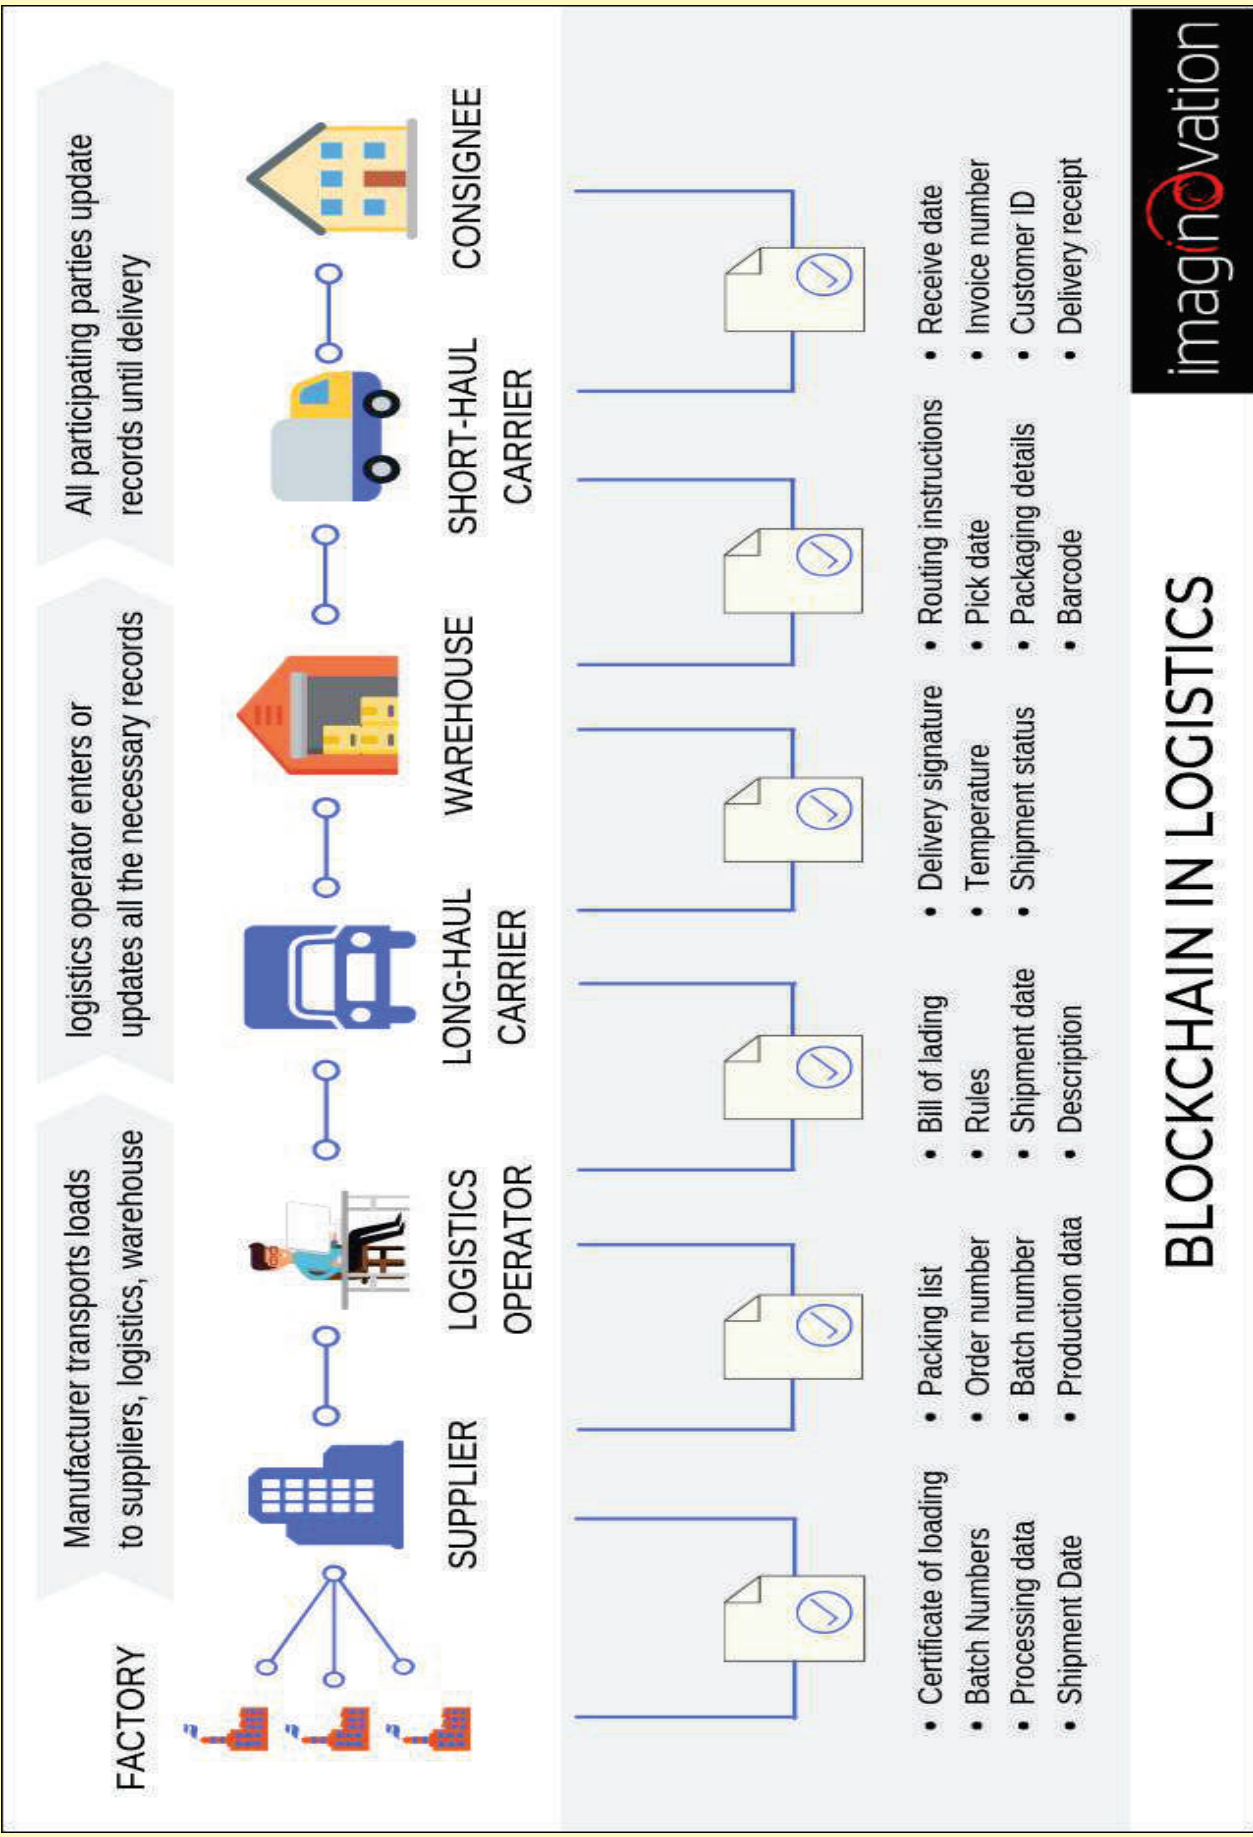 Manufacturer transports loads
to suppliers, logistics, warehouse
logistics operator enters or
updates all the necessary records
All participating parties update
records until delivery
FACTORY
SUPPLIER
LOGISTICS
OPERATOR
LONG-HAUL
CARRIER
WAREHOUSE
SHORT-HAUL
CARRIER
CONSIGNEE
• Certificate of loading
• Batch Numbers
• Processing data
• Shipment Date
• Packing list
• Order number
• Batch number
• Production data
• Bill of lading
• Rules
• Shipment date
• Description
• Delivery signature
• Temperature
• Shipment status
• Routing instructions
• Pick date
• Packaging details
• Barcode
• Receive date
• Invoice number
• Customer ID
• Delivery receipt
BLOCKCHAIN IN LOGISTICS
imaginovation